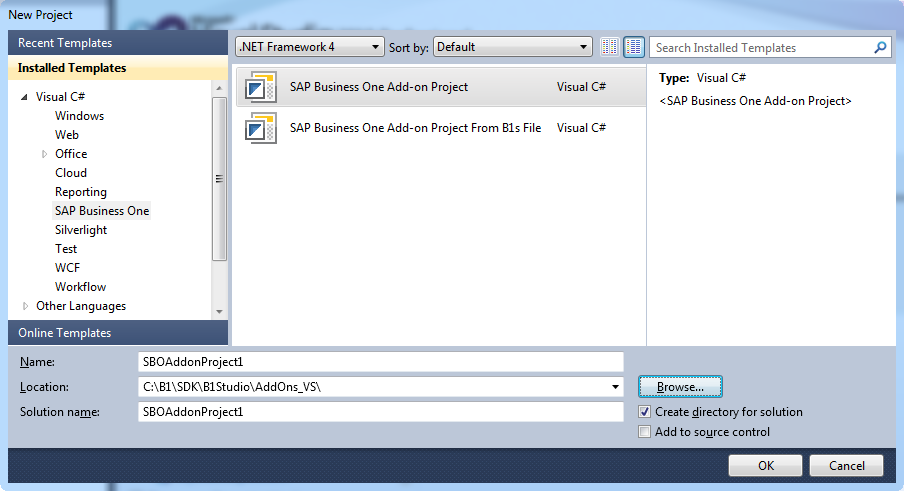 New Project
Recent Templates
.NET Framework 4
Sort by:
Default
Search Installed Templates
Installed Templates
Visual C#
Windows
Web
Office
Cloud
Reporting
SAP Business One
Silverlight
Test
WCF
Workflow
Other Languages
Online Templates
SAP Business One Add-on Project Visual C#
SAP Business One Add-on Project From B1s File Visual C#
Type: Visual C#
<SAP Business One Add-on Project>
Name: SBOAddonProject1
Location: C:\B1\SDK\B1Studio\AddOns_VS\ Browse...
Solution name: SBOAddonProject1
Create directory for solution
Add to source control
OK Cancel